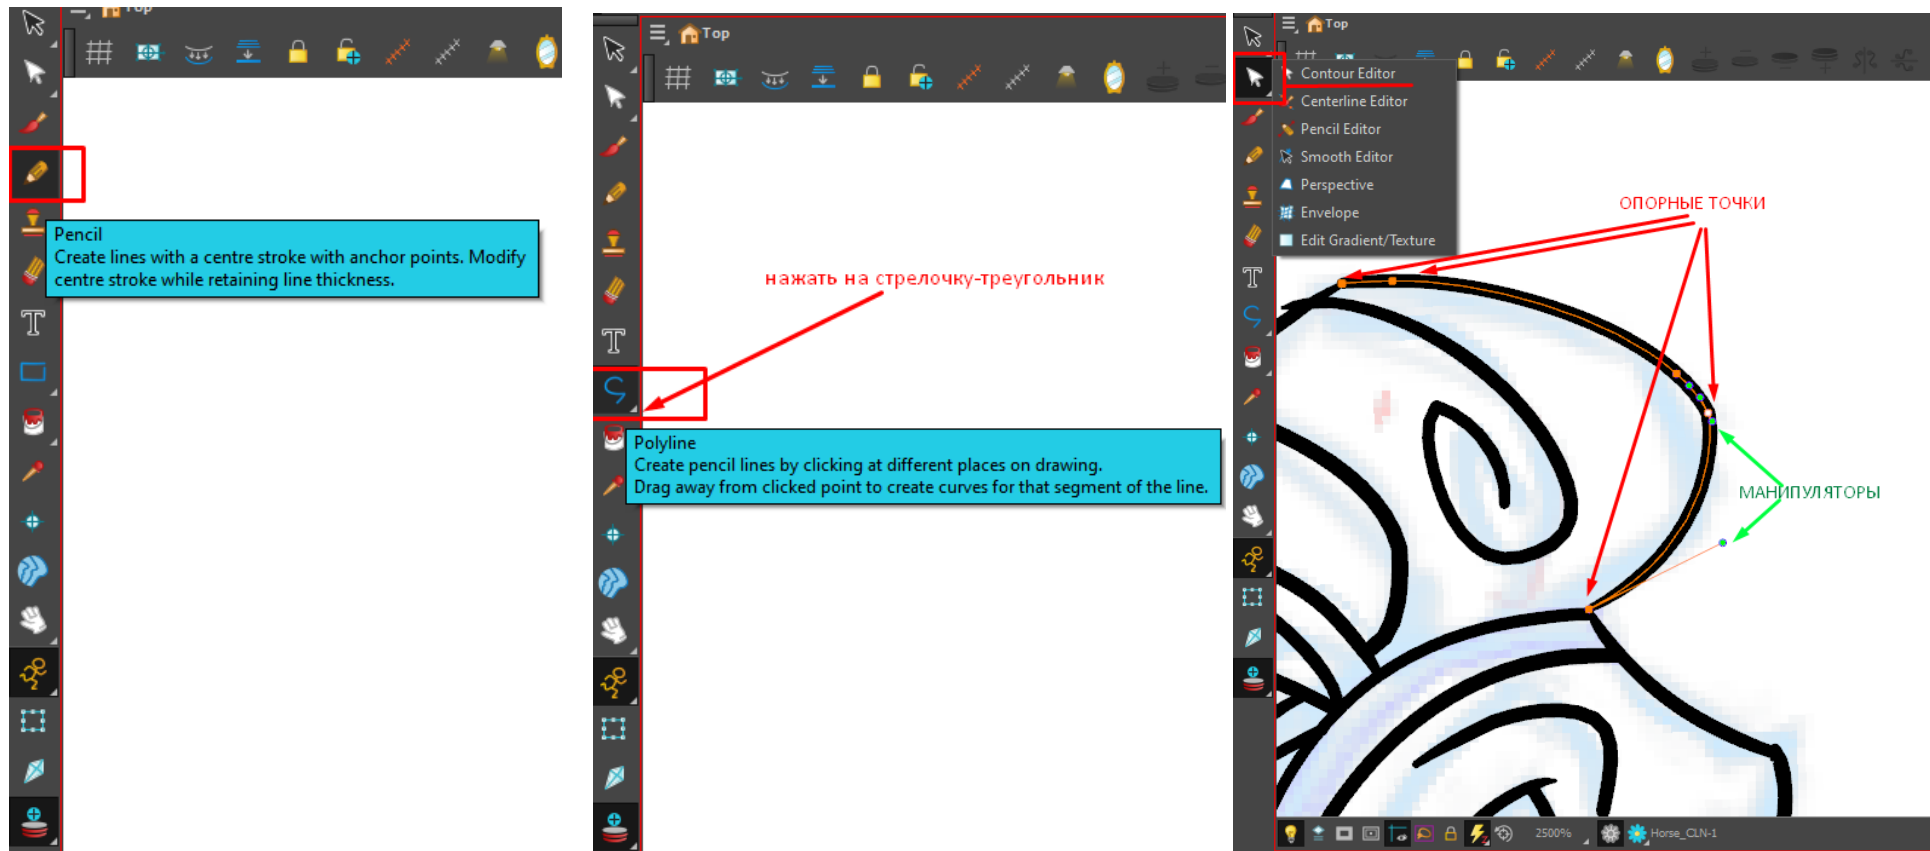 Top
Pencil
Create lines with a centre stroke with anchor points. Modify
centre stroke while retaining line thickness.
Top
нажать на стрелочку-треугольник
Polyline
Create pencil lines by clicking at different places on drawing.
Drag away from clicked point to create curves for that segment of the line.
Top
Contour Editor
Centerline Editor
Pencil Editor
Smooth Editor
Perspective
Envelope
Edit Gradient/Texture
ОПОРНЫЕ ТОЧКИ
МАНИПУЛЯТОРЫ
2500%
Horse_CLN-1